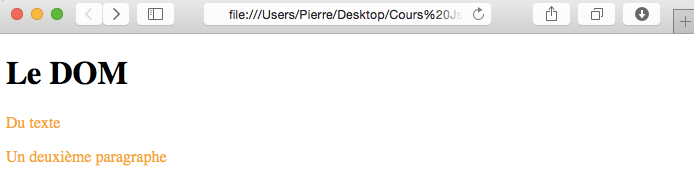 file:///Users/Pierre/Desktop/Cours%20Js
Le DOM
Du texte
Un deuxième paragraphe